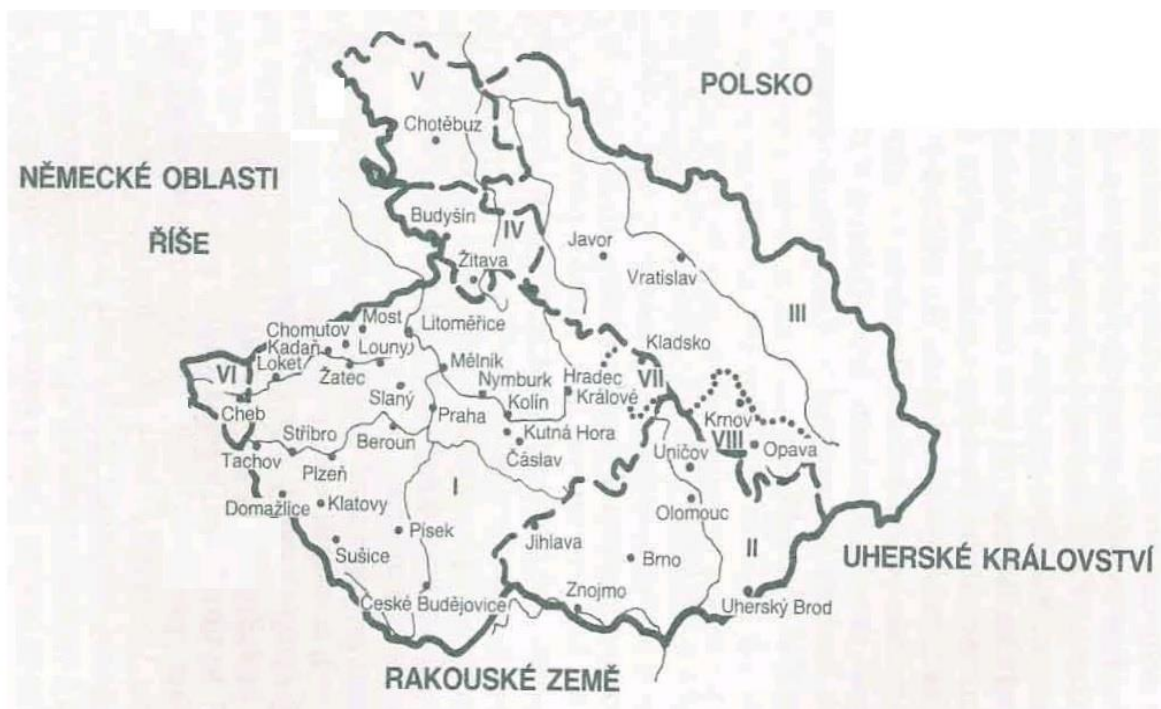 V
POLSKO
Chotěbuz
NĚMECKÉ OBLASTI
ŘÍŠE
Budyšín
IV
Žitava
Javor
Vratislav
III
Most
Litoměřice
Chomutov
Kadaň
Louny
Loket
Žatec
Mělník
Kladsko
VI
Cheb
Slaný
Nymburk
Kolín
Hradec
Králové
VII
Praha
Krnov
Stříbro
Beroun
Kutná Hora
VIII
Opava
Tachov
Plzeň
Čáslav
Uničov
I
Domažlice
Klatovy
Olomouc
Písek
Jihlava
II
Sušice
Brno
UHERSKÉ KRÁLOVSTVÍ
České Budějovice
Znojmo
Uherský Brod
RAKOUSKÉ ZEMĚ